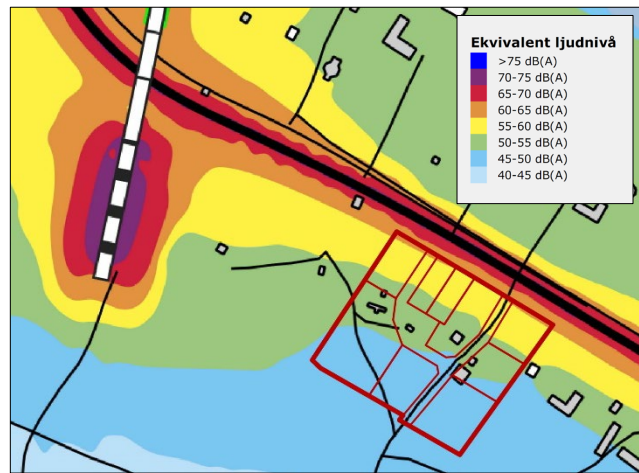 Ekvivalent ljudnivå
>75 dB(A)
70-75 dB(A)
65-70 dB(A)
60-65 dB(A)
55-60 dB(A)
50-55 dB(A)
45-50 dB(A)
40-45 dB(A)